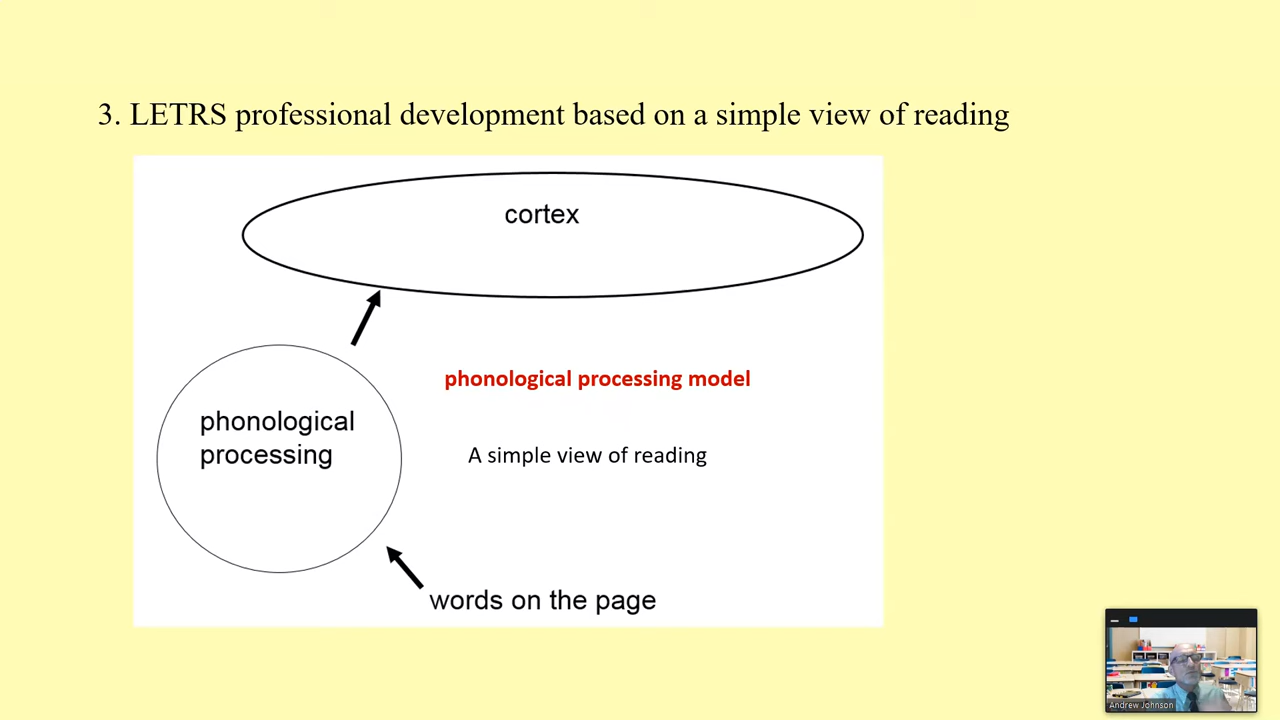 3. LETRS professional development based on a simple view of reading
cortex
phonological processing model
phonological
processing
A simple view of reading
words on the page
Andrew Johnson